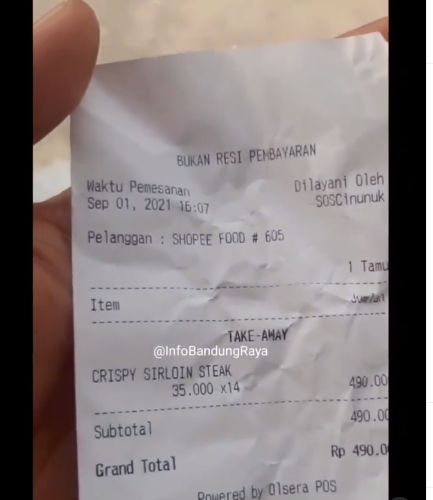 BUKAN RESI PEMBAYARAN
Waktu Pemesanan Dilayani Oleh
Sep 01, 2021 16:07 SOSCinunuk
Pelanggan : SHOPEE FOOD # 605
1 Tamu
Item Jumlah
TAKE-AWAY
@InfoBandungRaya
CRISPY SIRLOIN STEAK
35.000 x14 490.00
Subtotal 490.00
Grand Total Rp 490.0
Powered by Olsera POS